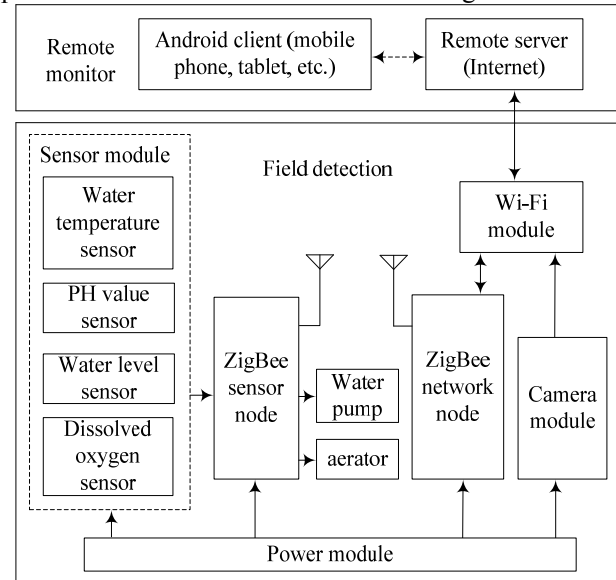 Remote
monitor
Android client (mobile
phone, tablet, etc.)
Remote server
(Internet)
Sensor module
Water
temperature
sensor
PH value
sensor
Water level
sensor
Dissolved
oxygen
sensor
Field detection
ZigBee
sensor
node
Water
pump
aerator
ZigBee
network
node
Wi-Fi
module
Camera
module
Power module